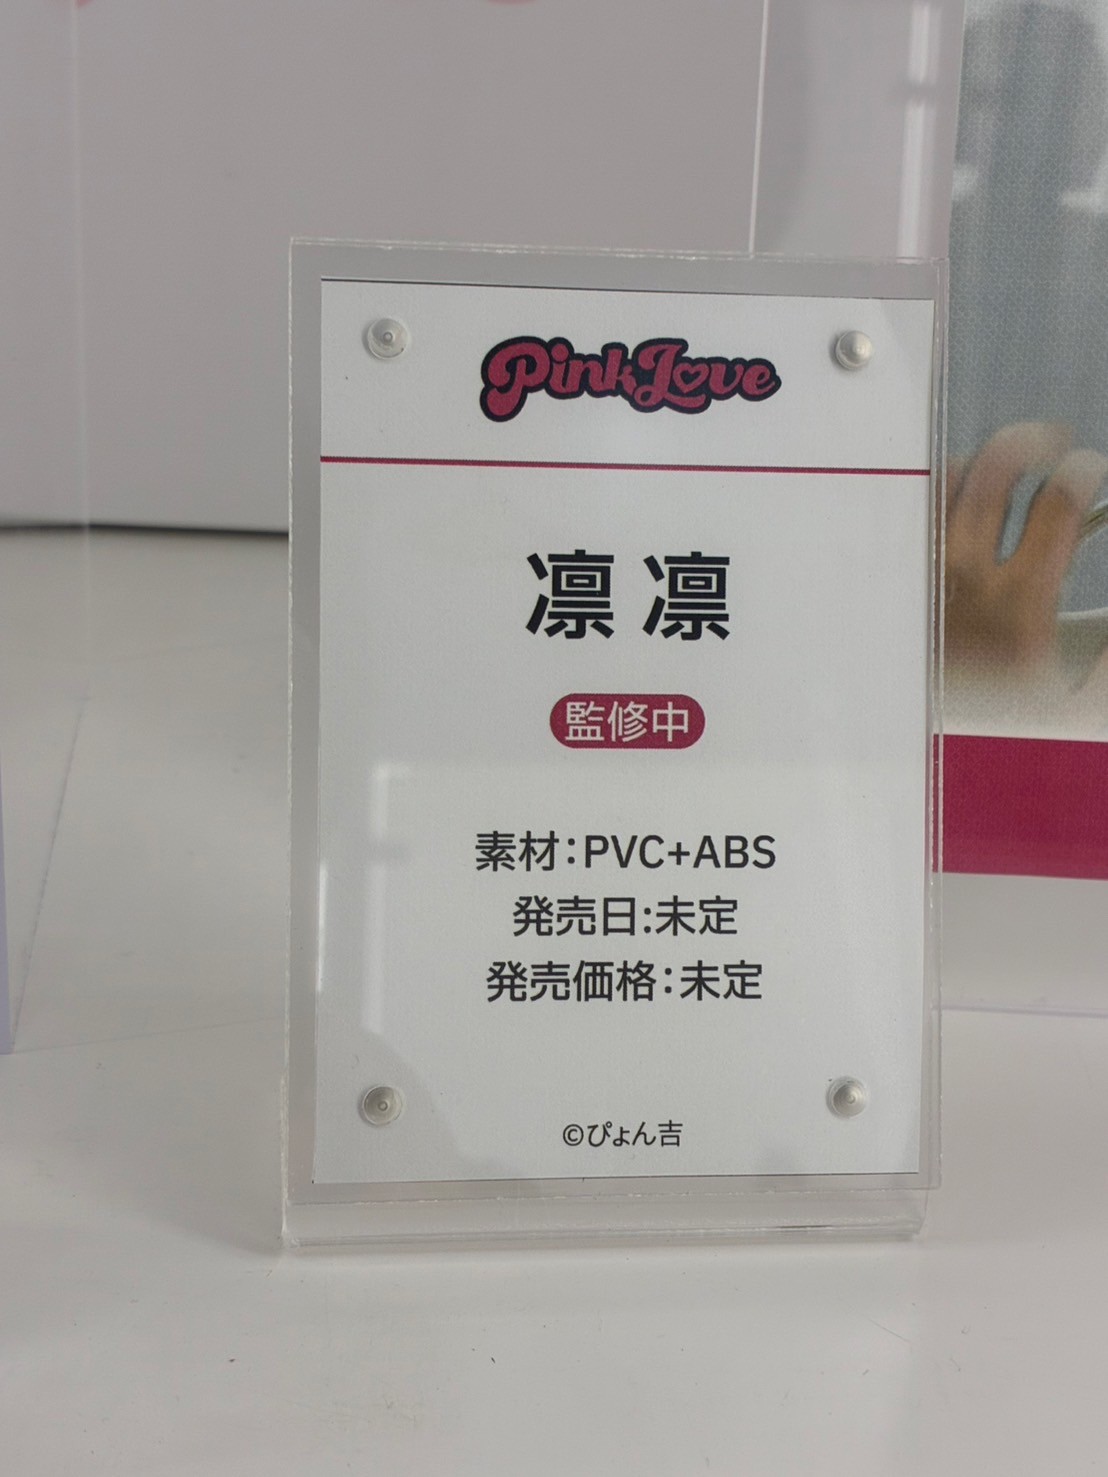 PinkLove
凛 凛
監修中
素材：PVC+ABS
発売日:未定
発売価格：未定
©ぴょん吉